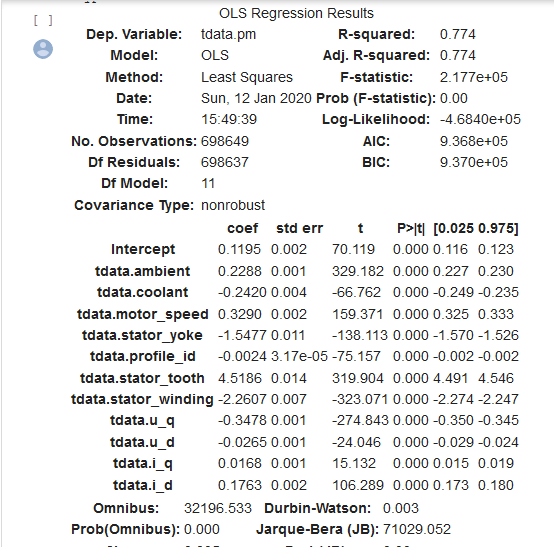 [ ]
OLS Regression Results
Dep. Variable: tdata.pm R-squared: 0.774
Model: OLS Adj. R-squared: 0.774
Method: Least Squares F-statistic: 2.177e+05
Date: Sun, 12 Jan 2020 Prob (F-statistic): 0.00
Time: 15:49:39 Log-Likelihood: -4.6840e+05
No. Observations: 698649 AIC: 9.368e+05
Df Residuals: 698637 BIC: 9.370e+05
Df Model: 11
Covariance Type: nonrobust
coef std err t P>|t| [0.025 0.975]
Intercept 0.1195 0.002 70.119 0.000 0.116 0.123
tdata.ambient 0.2288 0.001 329.182 0.000 0.227 0.230
tdata.coolant -0.2420 0.004 -66.762 0.000 -0.249 -0.235
tdata.motor_speed 0.3290 0.002 159.371 0.000 0.325 0.333
tdata.stator_yoke -1.5477 0.011 -138.113 0.000 -1.570 -1.526
tdata.profile_id -0.0024 3.17e-05 -75.157 0.000 -0.002 -0.002
tdata.stator_tooth 4.5186 0.014 319.904 0.000 4.491 4.546
tdata.stator_winding -2.2607 0.007 -323.071 0.000 -2.274 -2.247
tdata.u_q -0.3478 0.001 -274.843 0.000 -0.350 -0.345
tdata.u_d -0.0265 0.001 -24.046 0.000 -0.029 -0.024
tdata.i_q 0.0168 0.001 15.132 0.000 0.015 0.019
tdata.i_d 0.1763 0.002 106.289 0.000 0.173 0.180
Omnibus: 32196.533 Durbin-Watson: 0.003
Prob(Omnibus): 0.000 Jarque-Bera (JB): 71029.052